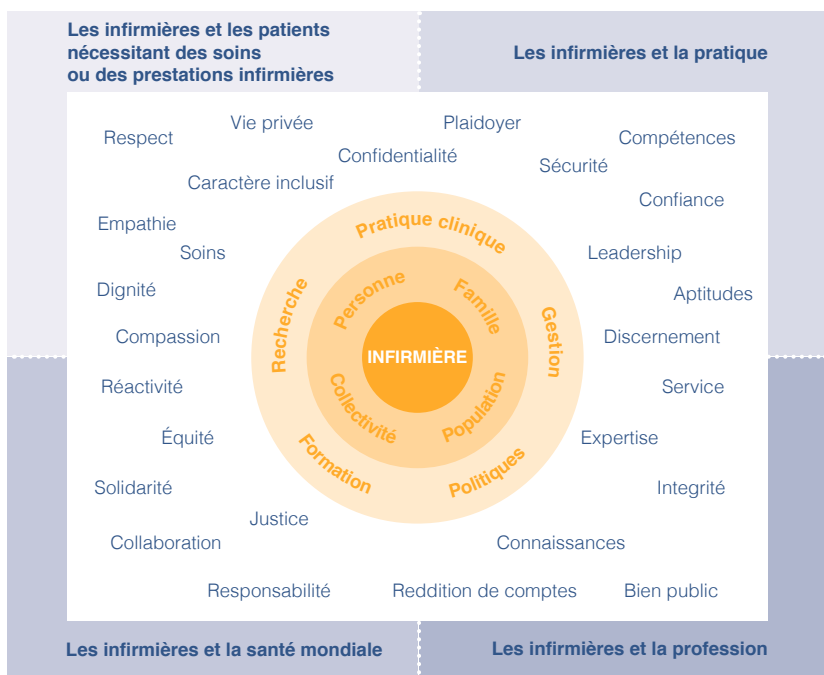 Les infirmières et les patients
nécessitant des soins
ou des prestations infirmières
Les infirmières et la pratique
Respect
Vie privée
Plaidoyer
Compétences
Confidentialité
Sécurité
Caractère inclusif
Confiance
Empathie
Pratique clinique
Soins
Leadership
Dignité
Personne
Famille
Aptitudes
Recherche
Gestion
Compassion
INFIRMIÈRE
Discernement
Réactivité
Collectivité
Population
Service
Équité
Formation
Politiques
Expertise
Solidarité
Integrité
Justice
Collaboration
Connaissances
Responsabilité
Reddition de comptes
Bien public
Les infirmières et la santé mondiale
Les infirmières et la profession